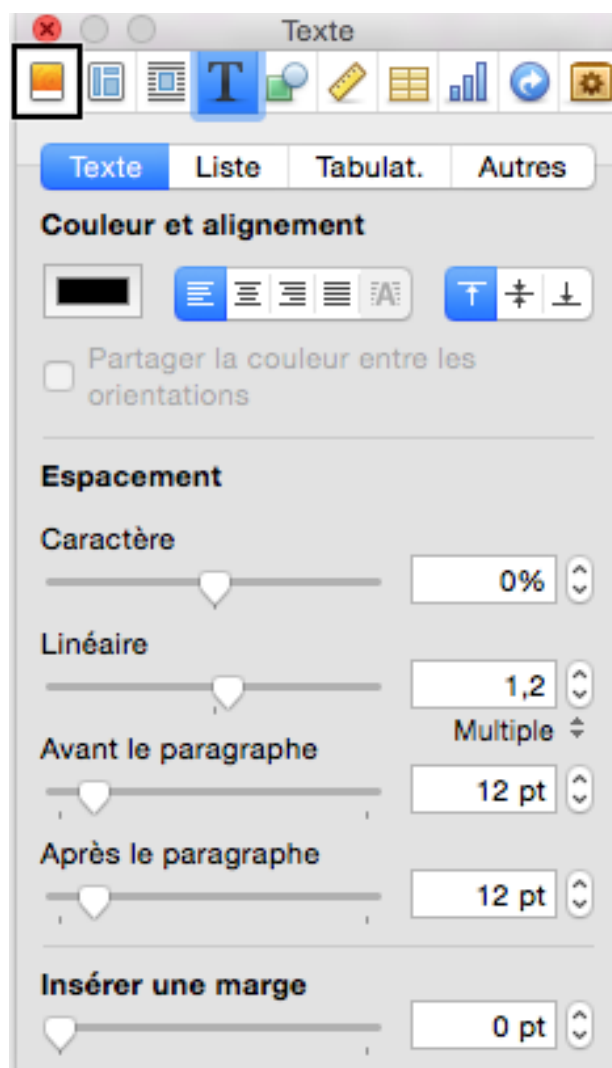 Texte
T
Texte Liste Tabulat. Autres
Couleur et alignement
A
Partager la couleur entre les
orientations
Espacement
Caractère
0%
Linéaire
1,2
Multiple
Avant le paragraphe
12 pt
Après le paragraphe
12 pt
Insérer une marge
0 pt